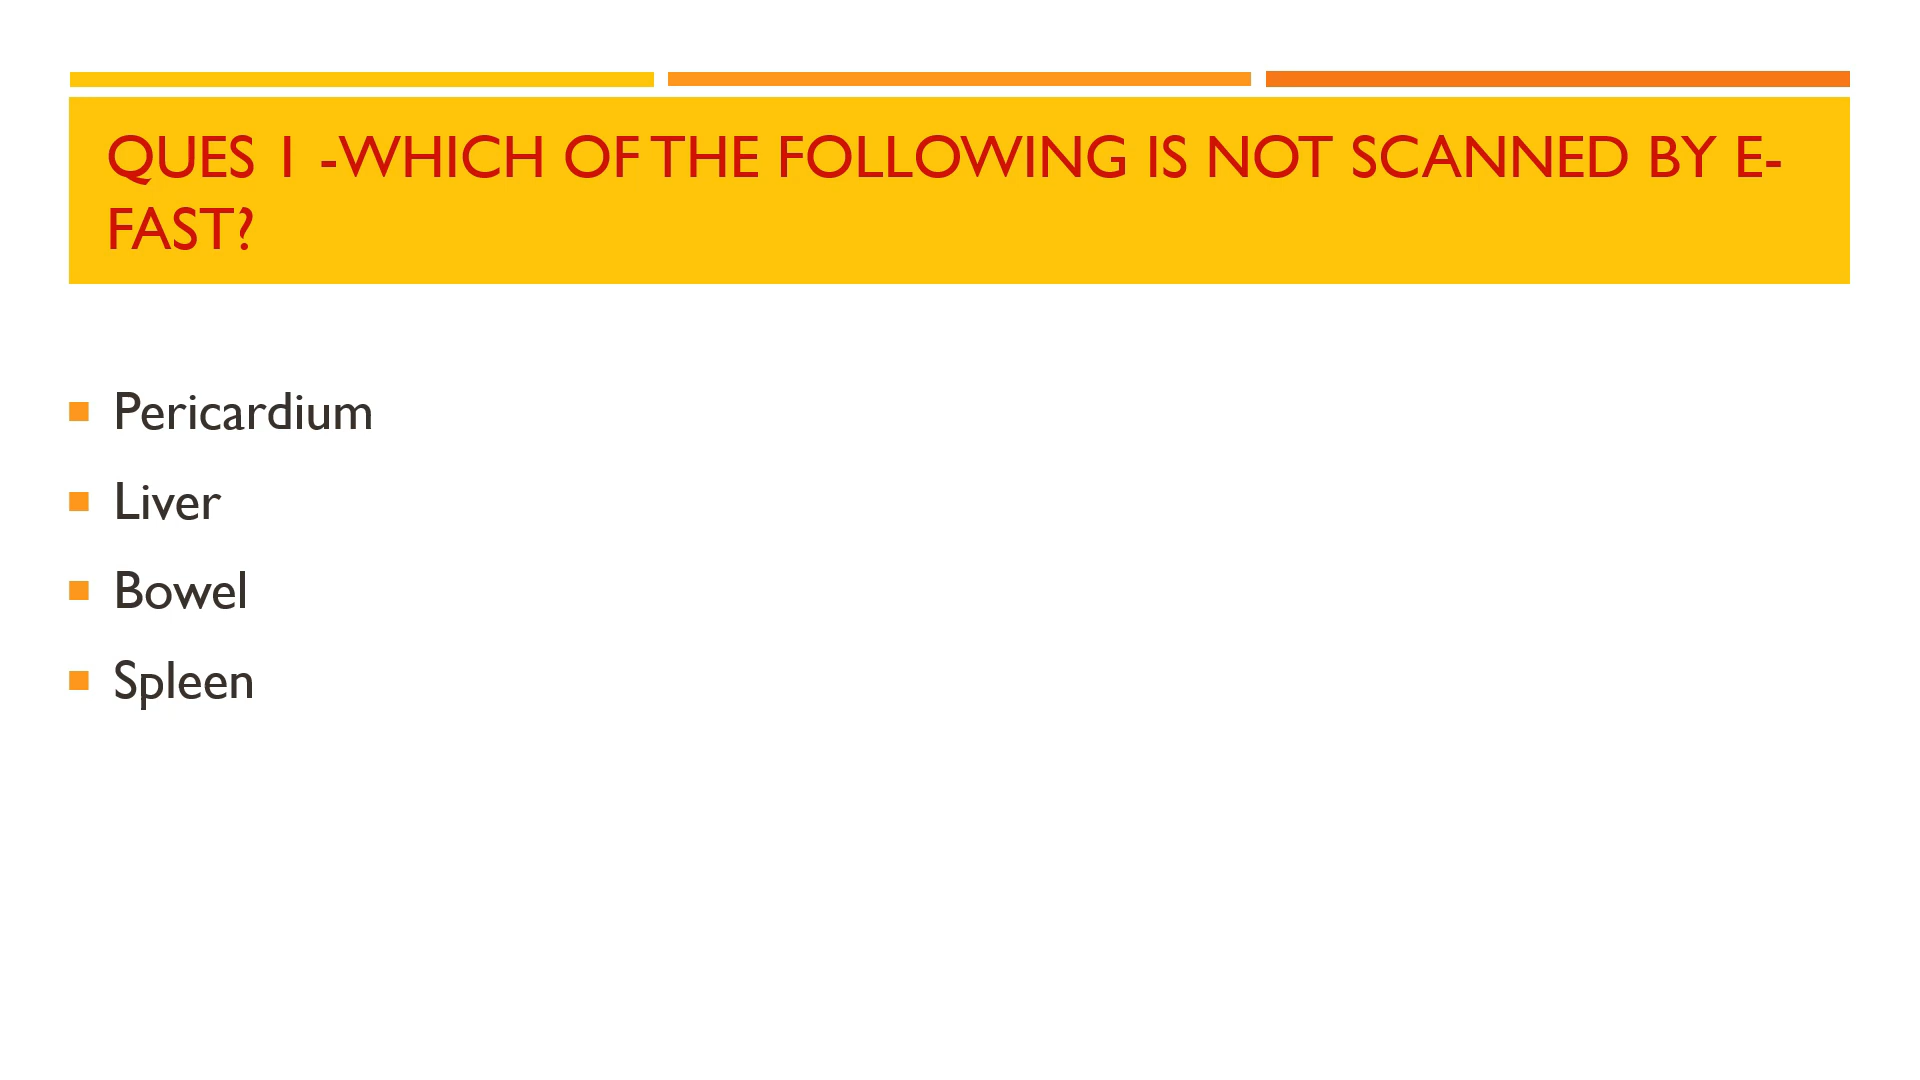 QUES 1 -WHICH OF THE FOLLOWING IS NOT SCANNED BY E-
FAST?
Pericardium
Liver
Bowel
Spleen